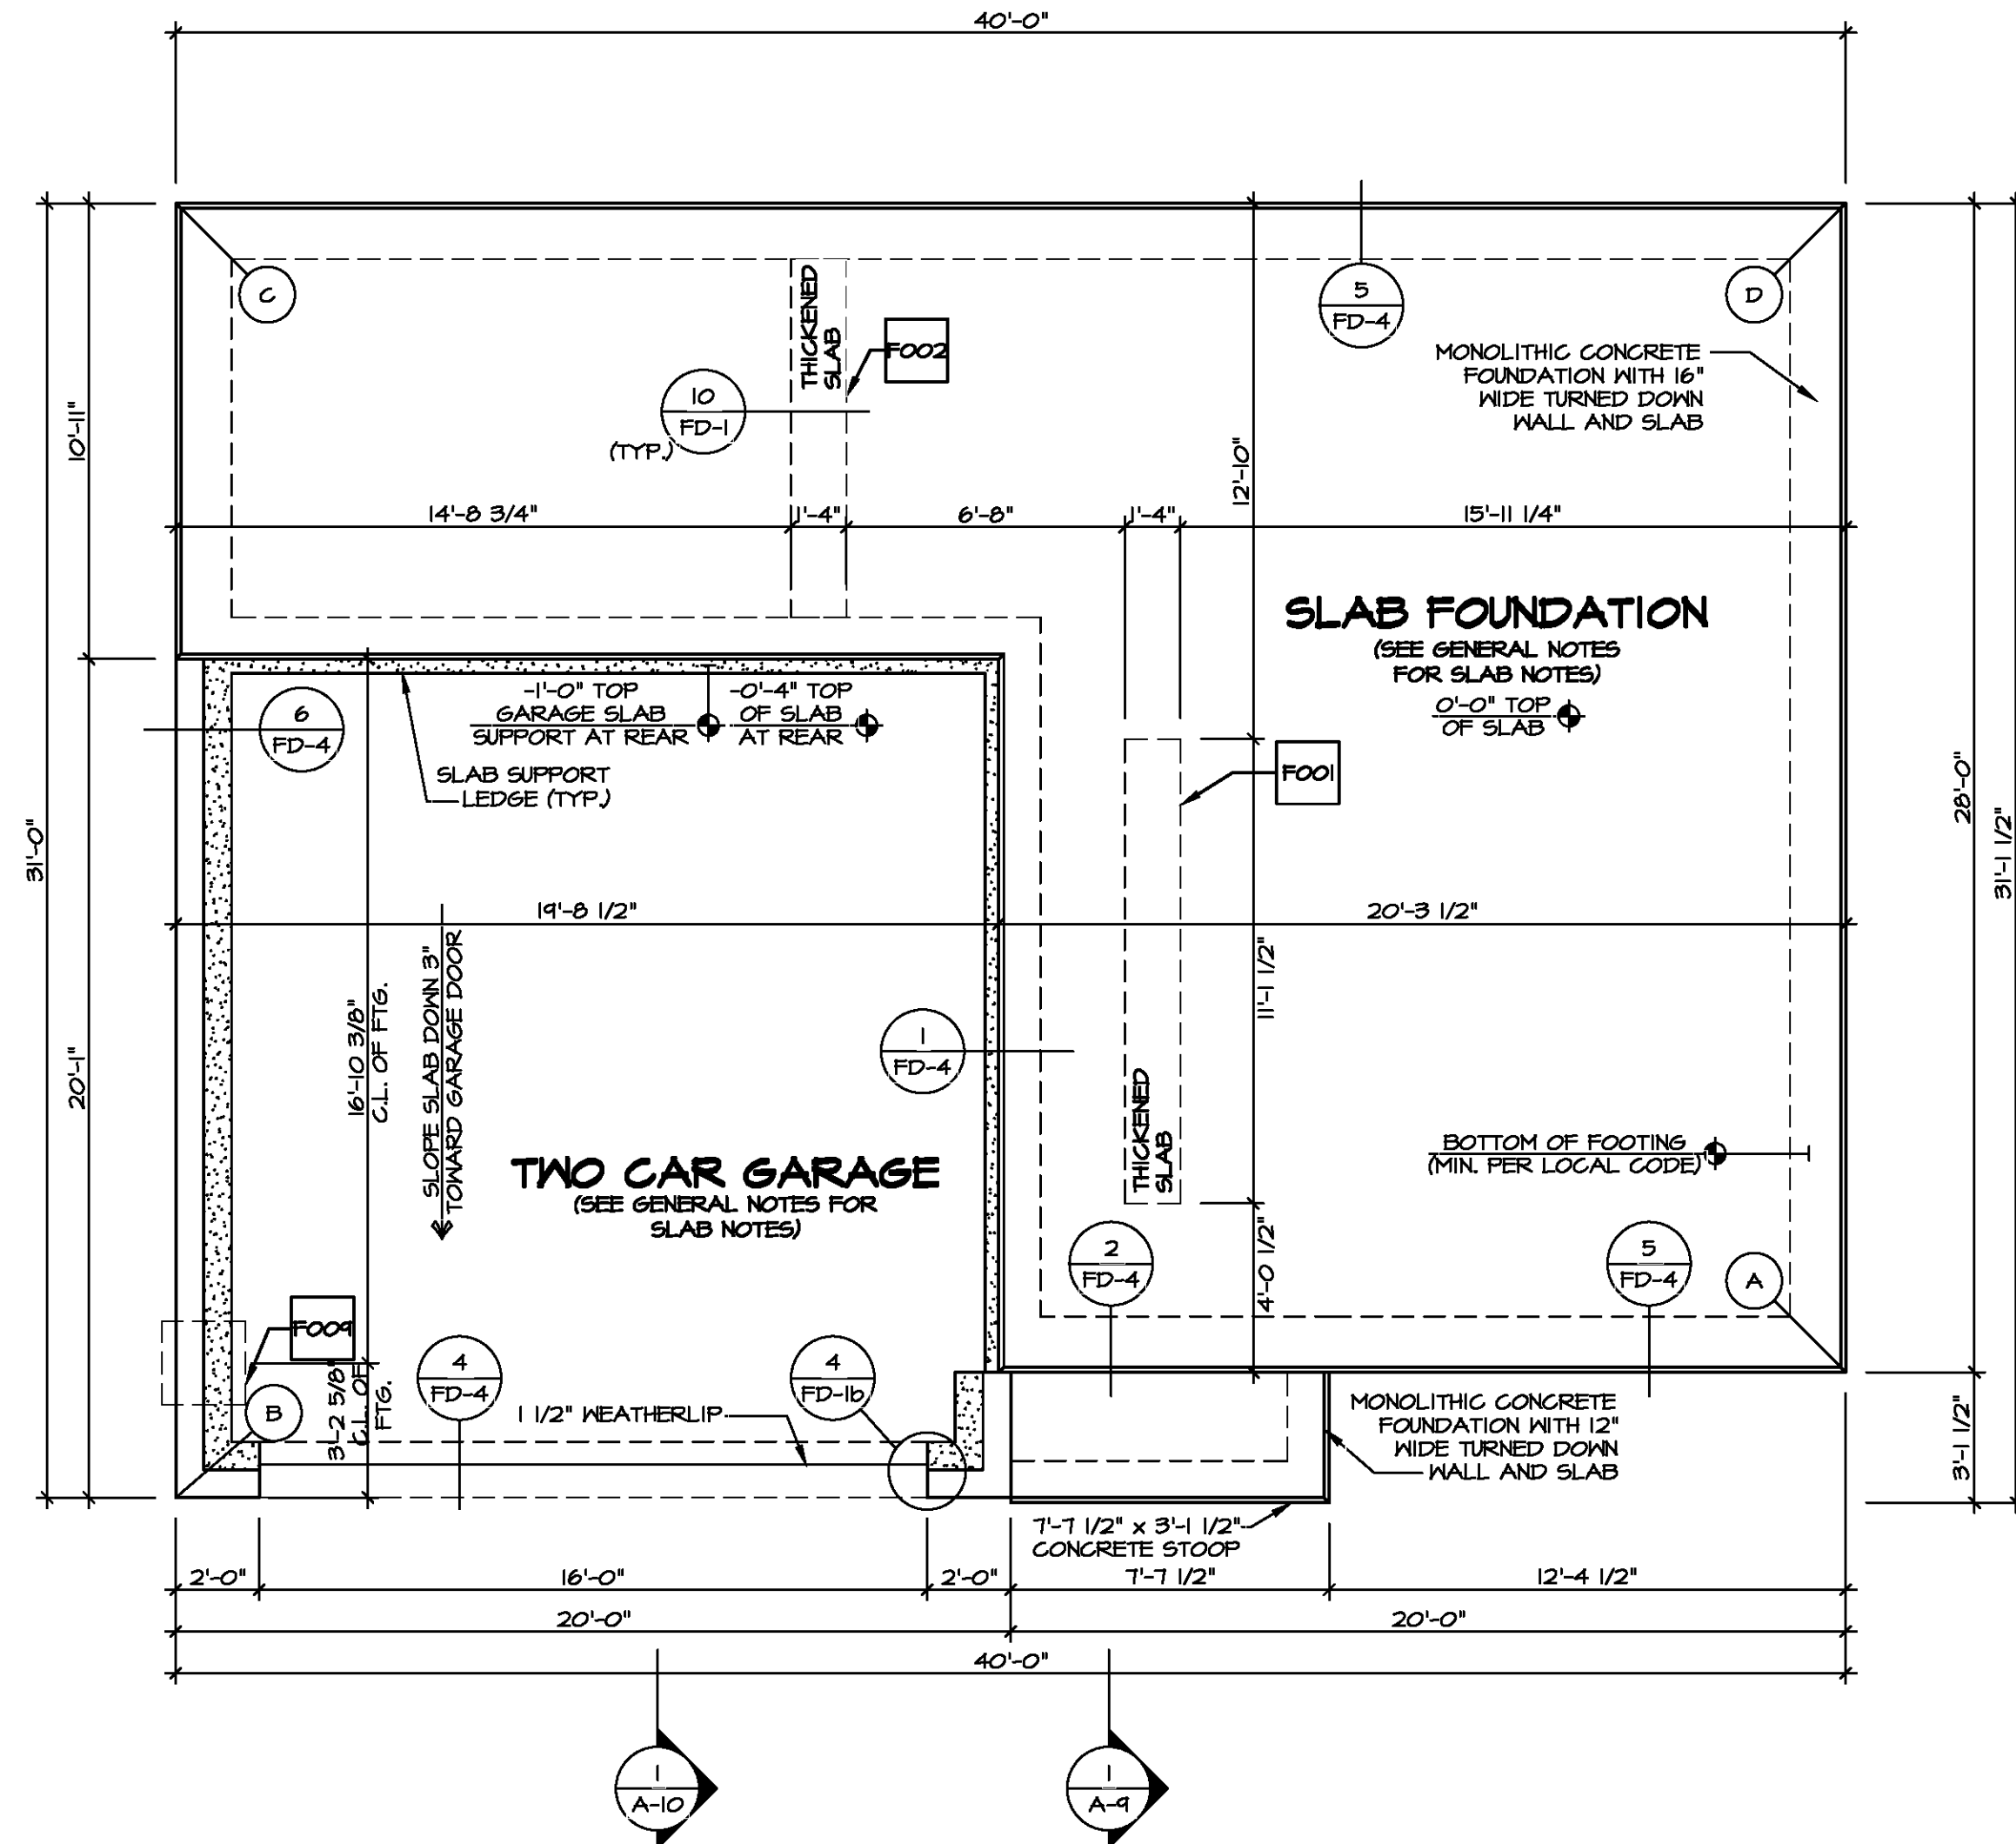 40'-0"
C
THICKENED
SLAB
F002
10
FD-1
(TYP.)
5
FD-4
D
MONOLITHIC CONCRETE
FOUNDATION WITH 16"
WIDE TURNED DOWN
WALL AND SLAB
10'-11"
12'-10"
14'-8 3/4"
1'-4"
6'-8"
1'-4"
15'-11 1/4"
SLAB FOUNDATION
(SEE GENERAL NOTES
FOR SLAB NOTES)
0'-0" TOP
OF SLAB
6
FD-4
-1'-0" TOP
GARAGE SLAB
SUPPORT AT REAR
-0'-4" TOP
OF SLAB
AT REAR
SLAB SUPPORT
LEDGE (TYP.)
F001
31'-0"
28'-0"
31'-1 1/2"
19'-8 1/2"
20'-3 1/2"
20'-1"
16'-10 3/8"
C.L. OF FTG.
SLOPE SLAB DOWN 3"
TOWARD GARAGE DOOR
11'-1 1/2"
1
FD-4
THICKENED
SLAB
TWO CAR GARAGE
(SEE GENERAL NOTES FOR
SLAB NOTES)
BOTTOM OF FOOTING
(MIN. PER LOCAL CODE)
2
FD-4
4'-0 1/2"
5
FD-4
A
F009
B
3'-2 5/8"
C.L. OF
FTG.
4
FD-4
4
FD-1b
1 1/2" WEATHERLIP
MONOLITHIC CONCRETE
FOUNDATION WITH 12"
WIDE TURNED DOWN
WALL AND SLAB
3'-1 1/2"
7'-7 1/2" x 3'-1 1/2"
CONCRETE STOOP
2'-0"
16'-0"
2'-0"
7'-7 1/2"
12'-4 1/2"
20'-0"
20'-0"
40'-0"
1
A-10
1
A-9